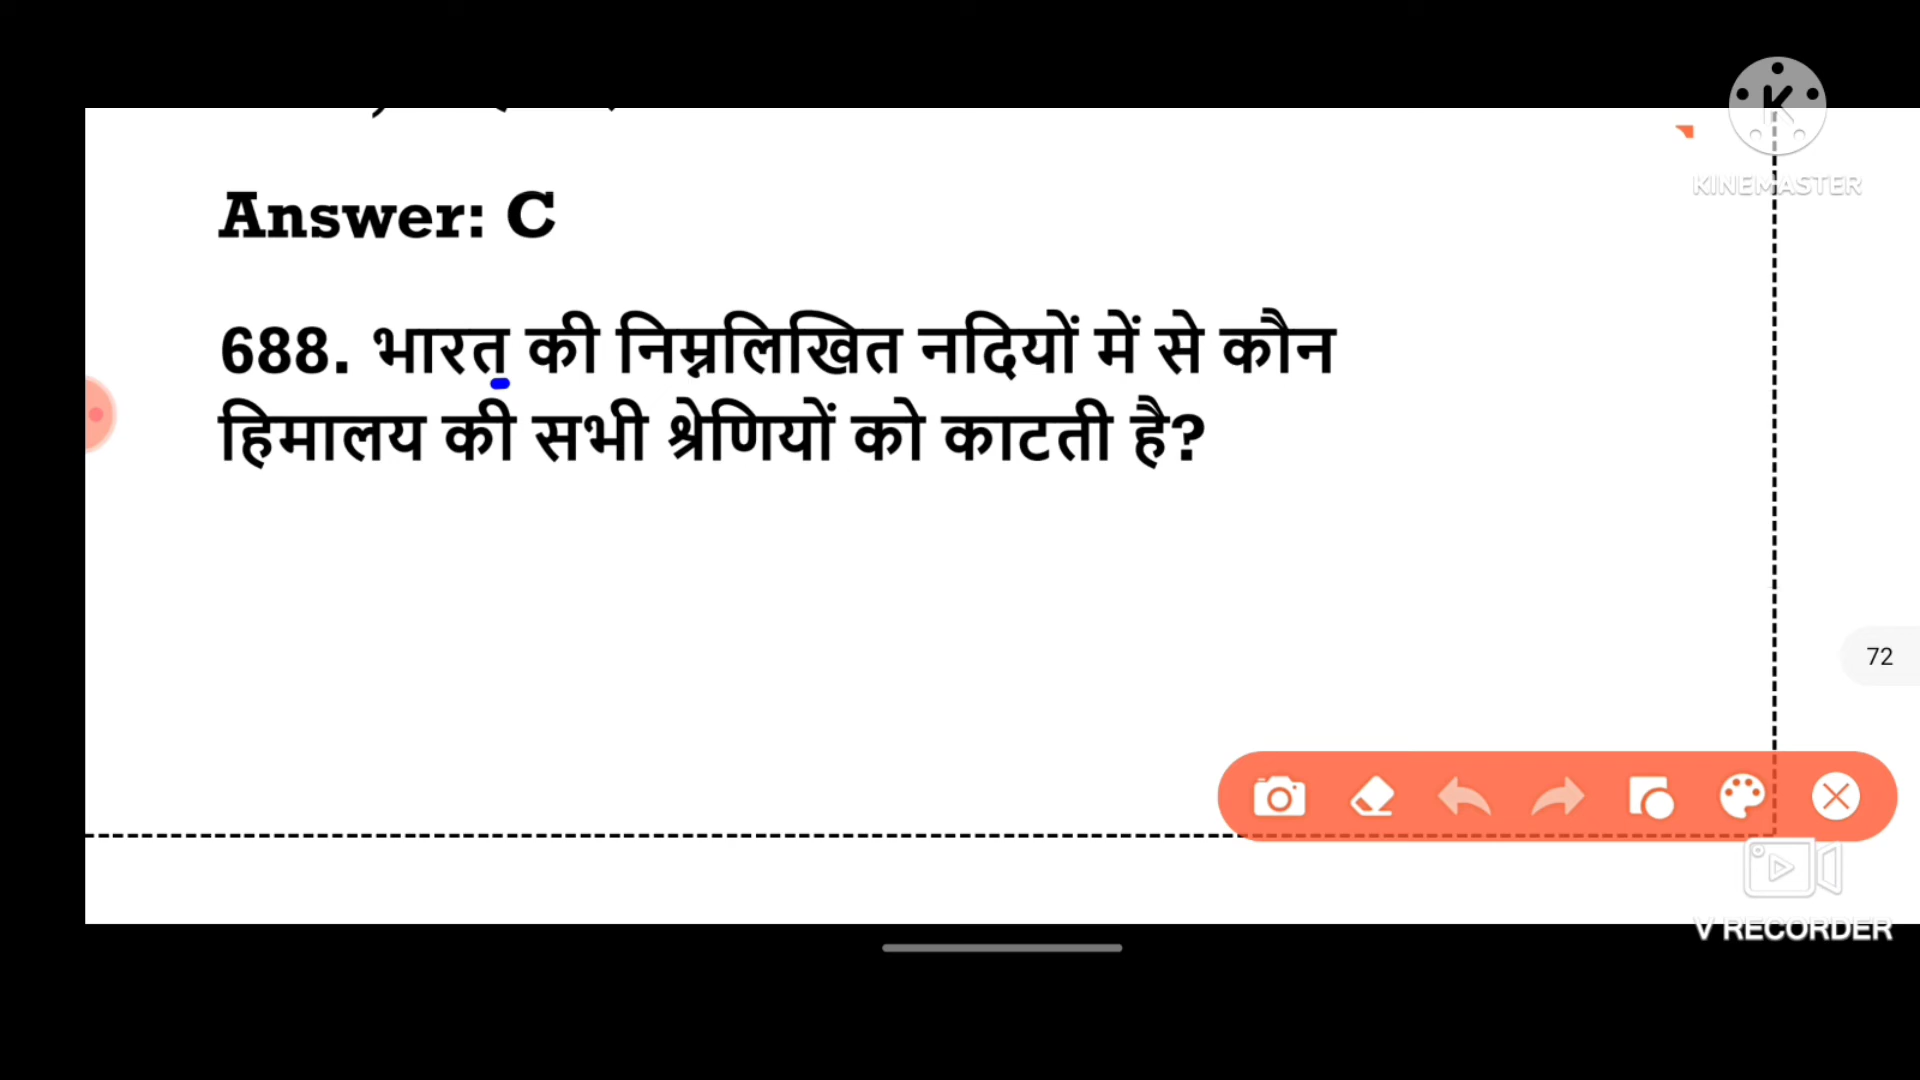 KINEMASTER
Answer: C
688. भारत की निम्नलिखित नदियों में से कौन
हिमालय की सभी श्रेणियों को काटती है?
72
V RECORDER